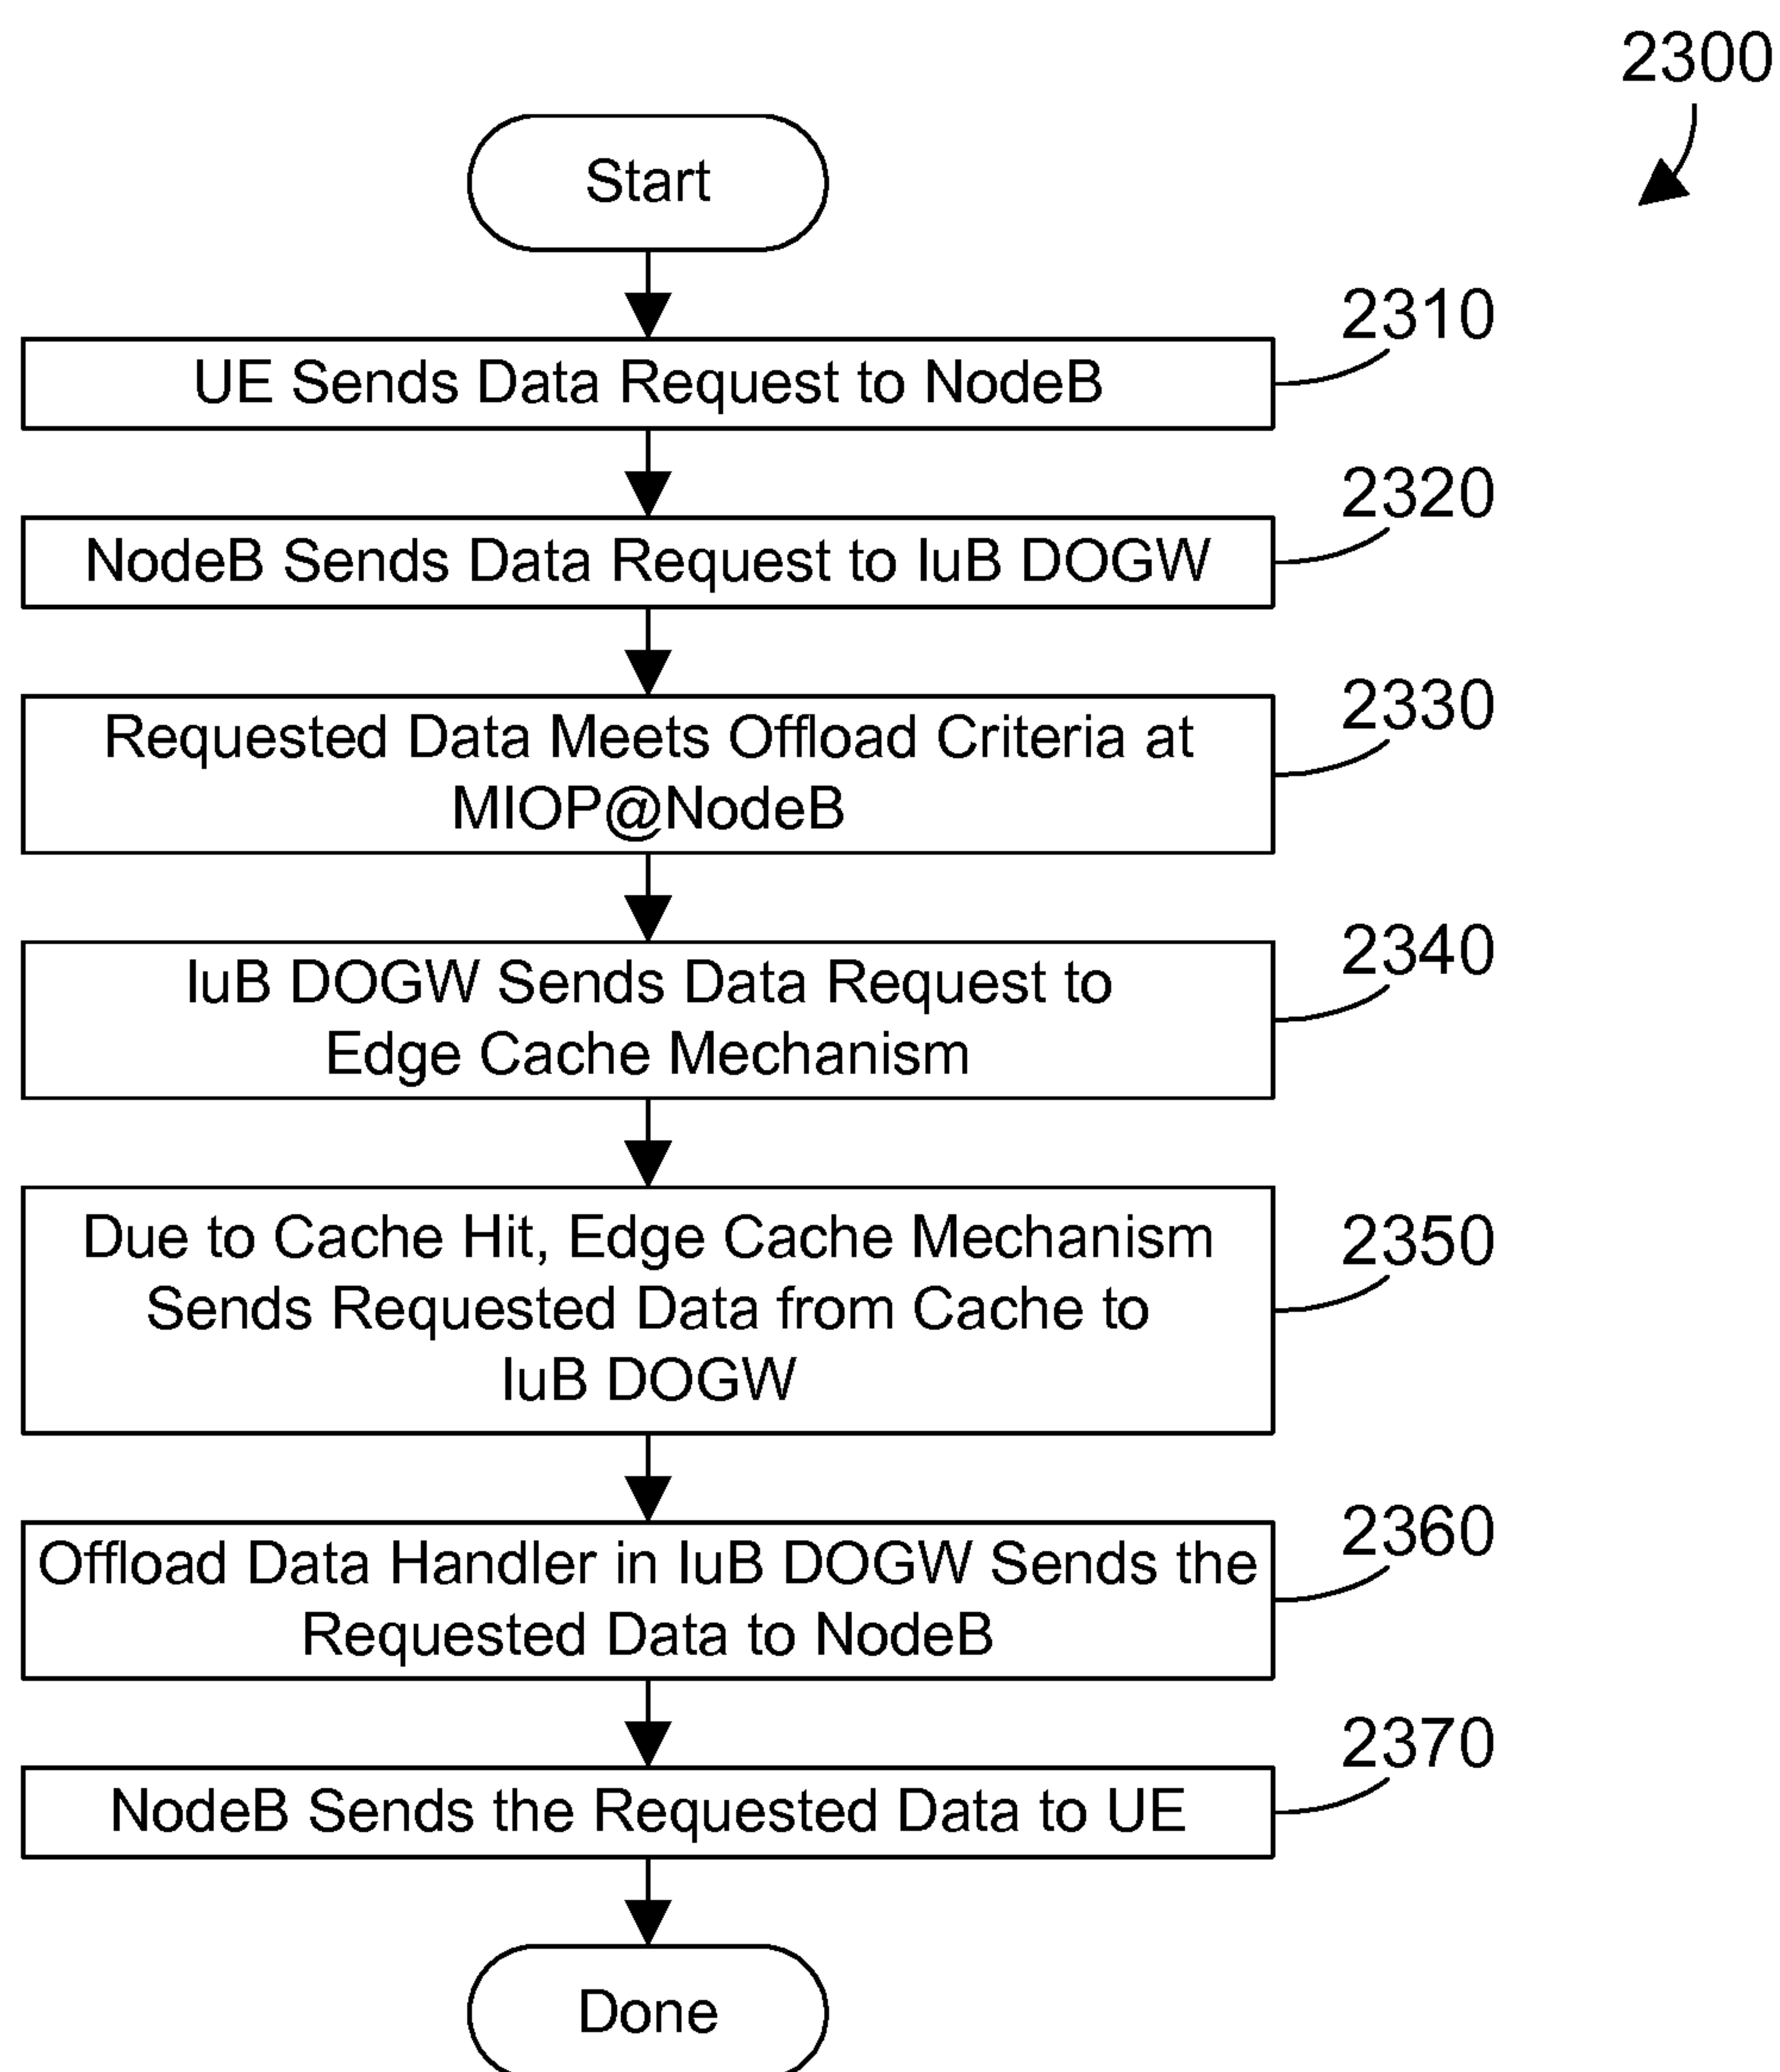 2300
Start
2310
UE Sends Data Request to NodeB
2320
NodeB Sends Data Request to IuB DOGW
2330
Requested Data Meets Offload Criteria at
MIOP@NodeB
2340
IuB DOGW Sends Data Request to
Edge Cache Mechanism
2350
Due to Cache Hit, Edge Cache Mechanism
Sends Requested Data from Cache to
IuB DOGW
2360
Offload Data Handler in IuB DOGW Sends the
Requested Data to NodeB
2370
NodeB Sends the Requested Data to UE
Done